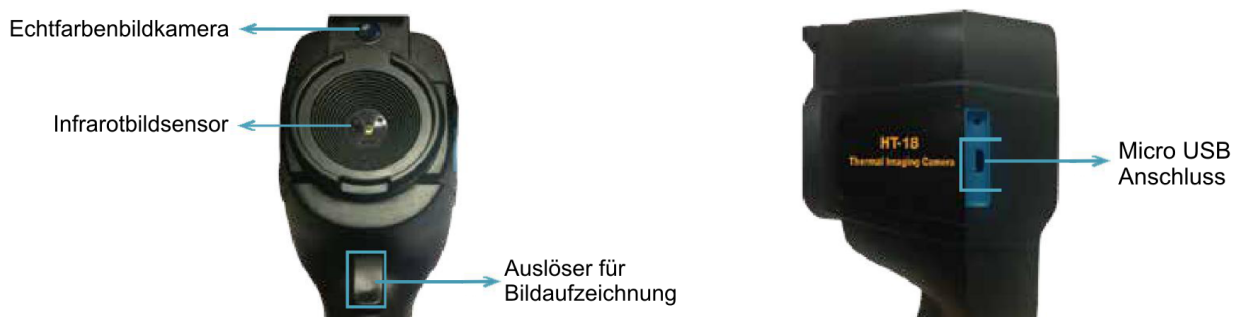 Echtfarbenbildkamera
Infrarotbildsensor
Auslöser für
Bildaufzeichnung
HT-18
Thermal Imaging Camera
Micro USB
Anschluss